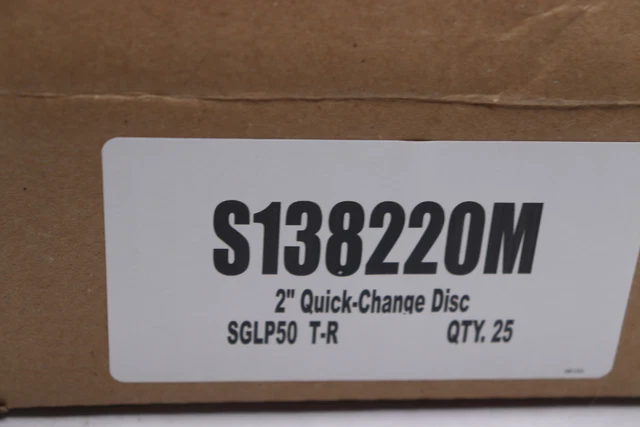 S138220M
2" Quick-Change Disc
SGLP50 T-R QTY. 25